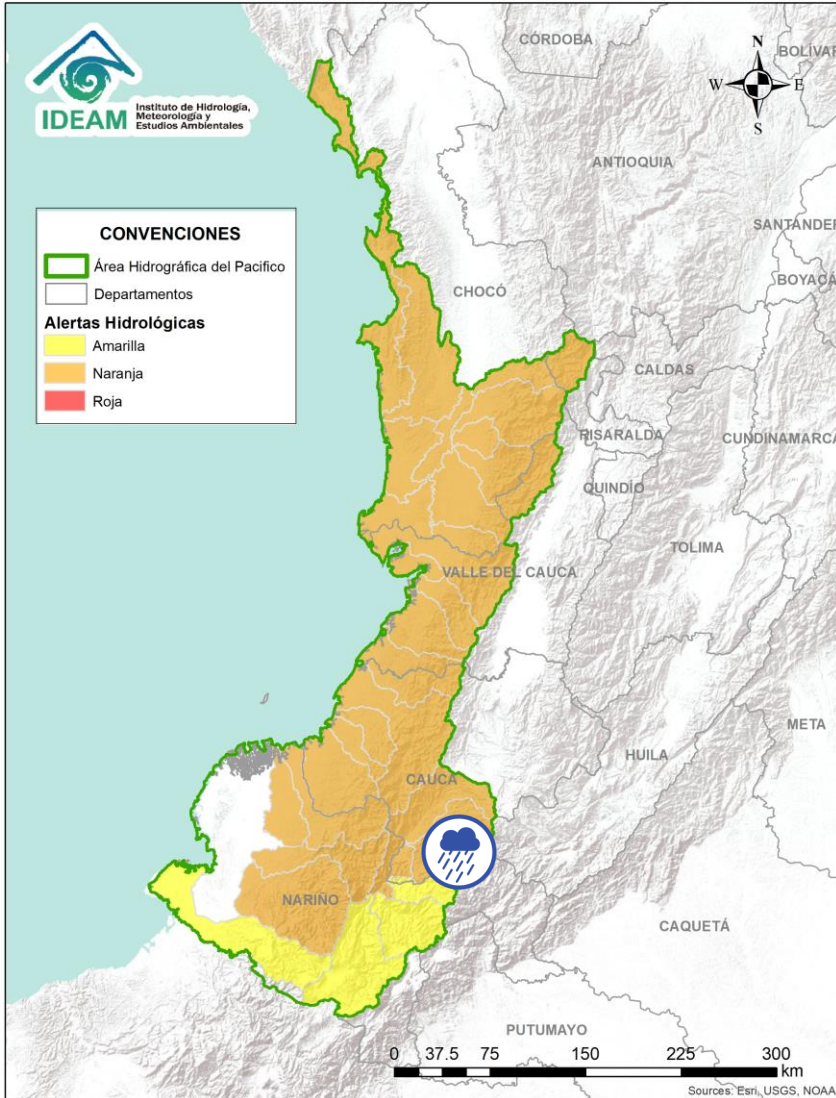 IDEAM
Instituto de Hidrología,
Meteorología y
Estudios Ambientales
CÓRDOBA
BOLÍVAR
N
W
E
S
ANTIOQUIA
SANTANDER
BOYACÁ
CONVENCIONES
Área Hidrográfica del Pacifico
Departamentos
Alertas Hidrológicas
Amarilla
Naranja
Roja
CHOCÓ
CALDAS
RISARALDA
CUNDINAMARCA
QUINDÍO
TOLIMA
VALLE DEL CAUCA
META
HUILA
CAUCA
NARIÑO
CAQUETÁ
PUTUMAYO
0 37.5 75 150 225 300
km
Sources: Esri, USGS, NOAA